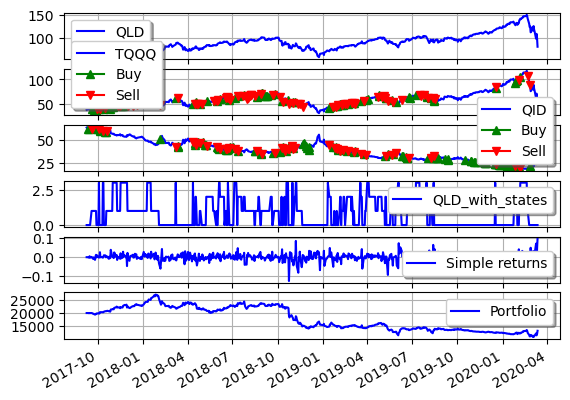 150
100
QLD
TQQQ
Buy
Sell
100
50
QID
Buy
Sell
50
25
2.5
0.0
QLD_with_states
0.1
0.0
−0.1
Simple returns
25000
20000
15000
Portfolio
2017-10
2018-01
2018-04
2018-07
2018-10
2019-01
2019-04
2019-07
2019-10
2020-01
2020-04